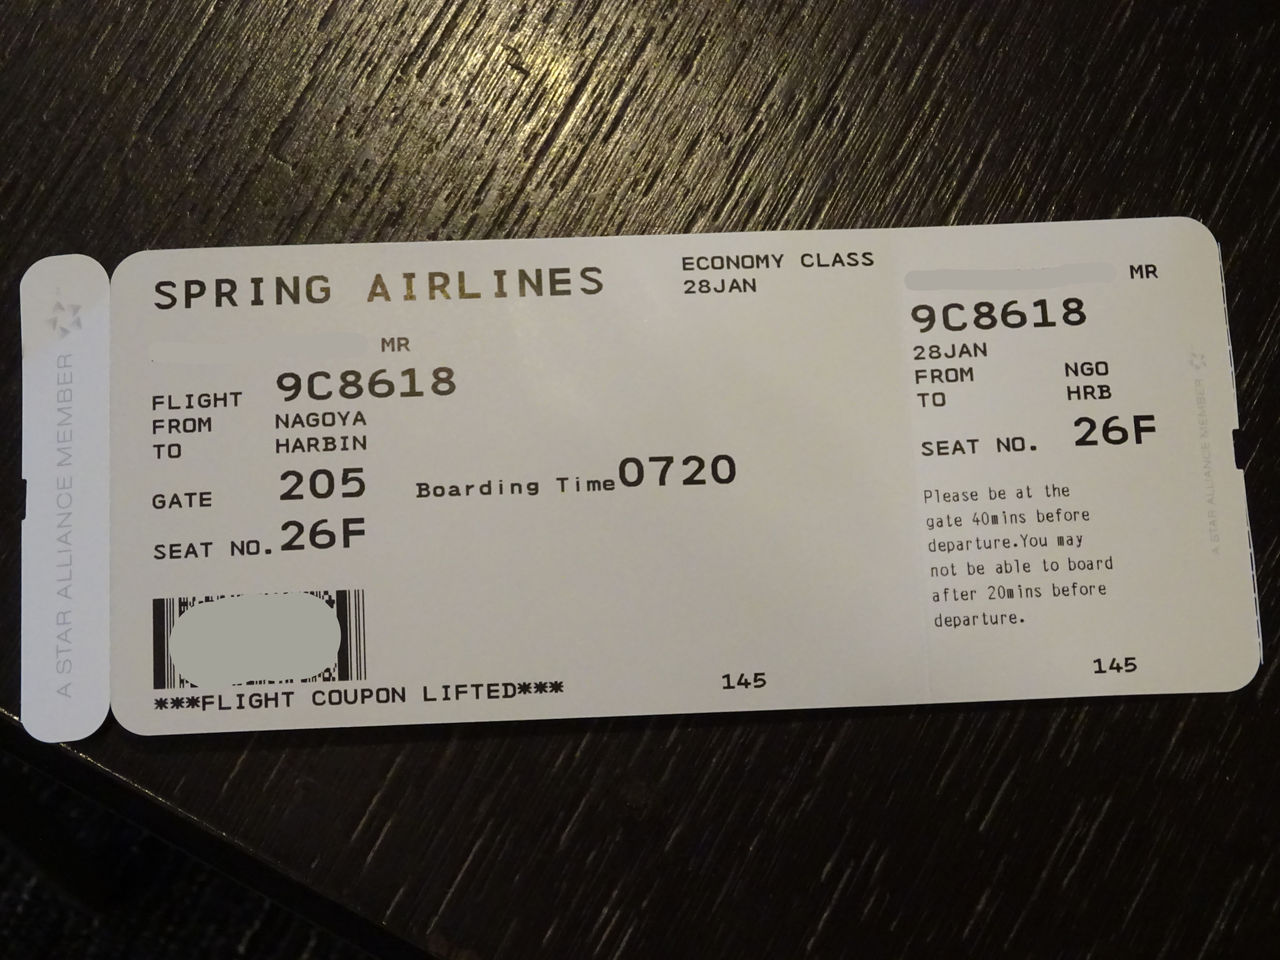 A STAR ALLIANCE MEMBER
SPRING AIRLINES
ECONOMY CLASS
28JAN
MR
FLIGHT 9C8618
FROM NAGOYA
TO HARBIN
GATE 205 Boarding Time 0720
SEAT NO. 26F
***FLIGHT COUPON LIFTED***
145
MR
9C8618
28JAN
FROM NGO
TO HRB
SEAT NO. 26F
Please be at the
gate 40mins before
departure.You may
not be able to board
after 20mins before
departure.
145
A STAR ALLIANCE MEMBER